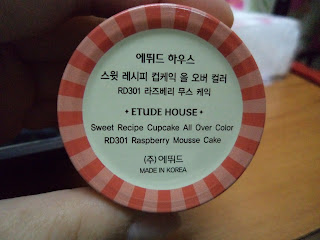 에뛰드 하우스
스윗 레시피 컵케익 올 오버 컬러
RD301 라즈베리 무스 케익
• ETUDE HOUSE •
Sweet Recipe Cupcake All Over Color
RD301 Raspberry Mousse Cake
(주)에뛰드
MADE IN KOREA